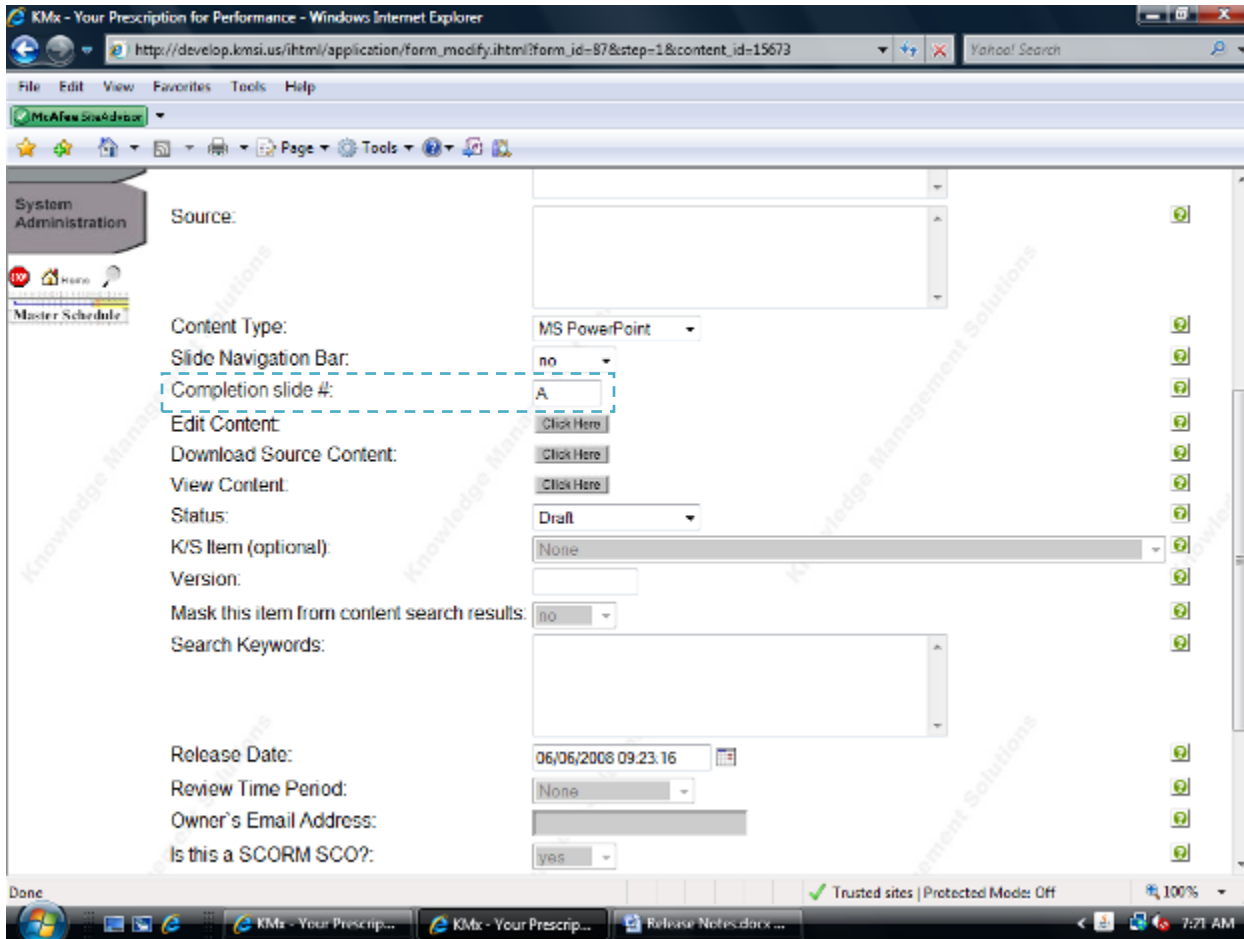 KMx - Your Prescription for Performance - Windows Internet Explorer
http://develop.kmsi.us/ihtml/application/form_modify.ihtml?form_id=87&step=1&content_id=15673
Yahoo! Search
File Edit View Favorites Tools Help
McAfee SiteAdvisor
Page Tools
System
Administration
Source:
STOP Home
Master Schedule
Content Type: MS PowerPoint
Slide Navigation Bar: no
Completion slide #: A
Edit Content: Click Here
Download Source Content: Click Here
View Content: Click Here
Status: Draft
K/S Item (optional): None
Version:
Mask this item from content search results: no
Search Keywords:
Release Date: 06/06/2008 09:23:16
Review Time Period: None
Owner`s Email Address:
Is this a SCORM SCO?: yes
Knowledge Management Solutions
Done Trusted sites | Protected Mode: Off 100%
KMx - Your Prescrip... KMx - Your Prescrip... Release Notes.docx ... 7:21 AM